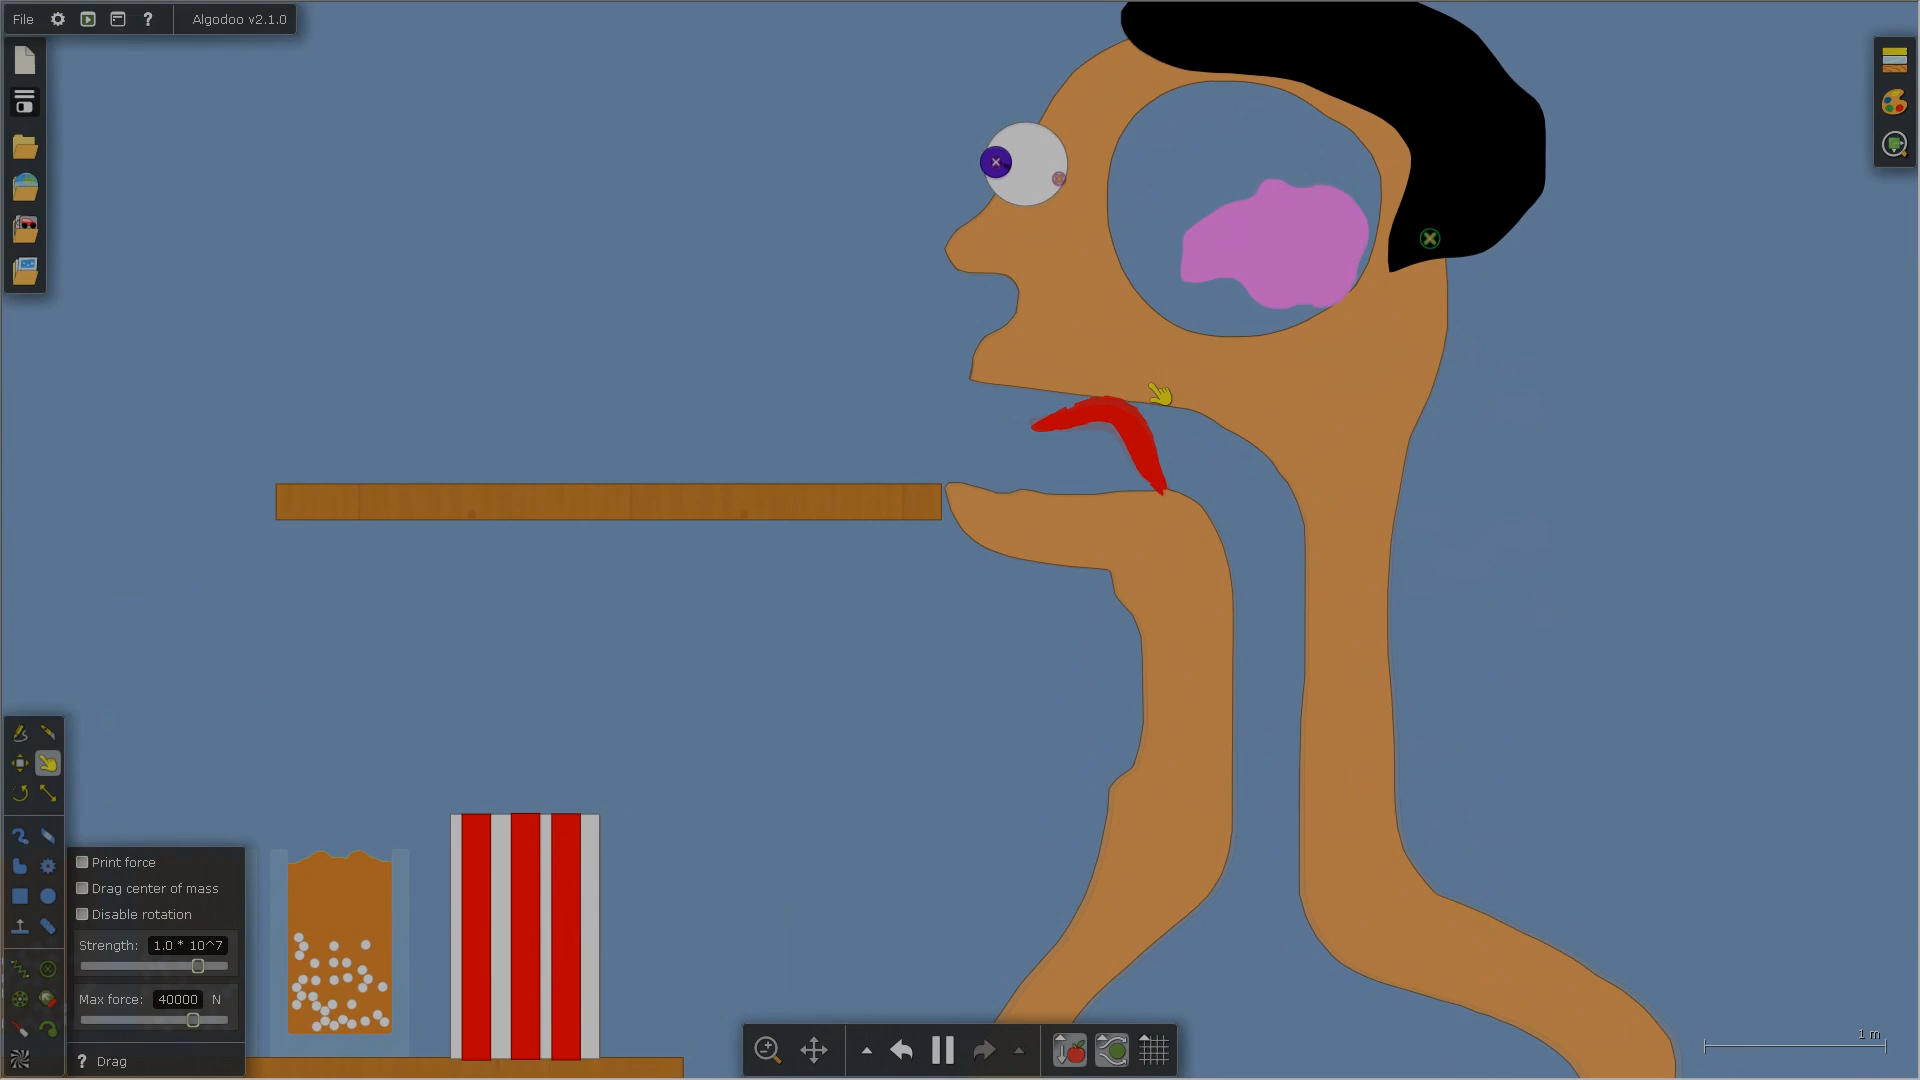 File ? Algodoo v2.1.0
Print force
Drag center of mass
Disable rotation
Strength: 1.0 * 10^7
Max force: 40000 N
? Drag
1 m